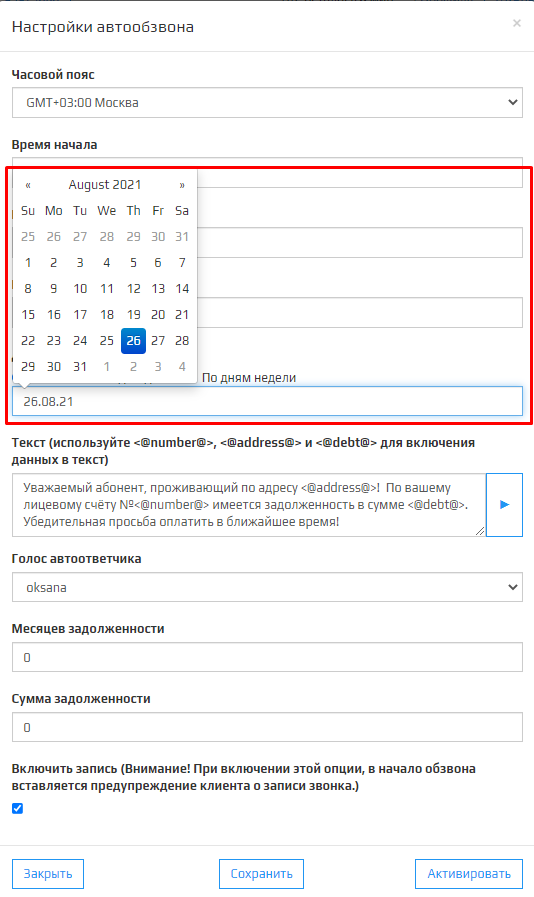 Настройки автообзвона
×
Часовой пояс
GMT+03:00 Москва
Время начала
« August 2021 »
Su Mo Tu We Th Fr Sa
25 26 27 28 29 30 31
1 2 3 4 5 6 7
8 9 10 11 12 13 14
15 16 17 18 19 20 21
22 23 24 25 26 27 28
29 30 31 1 2 3 4
По дням недели
26.08.21
Текст (используйте <@number@>, <@address@> и <@debt@> для включения
данных в текст)
Уважаемый абонент, проживающий по адресу <@address@>! По вашему
лицевому счёту №<@number@> имеется задолженность в сумме <@debt@>.
Убедительная просьба оплатить в ближайшее время!
Голос автоответчика
oksana
Месяцев задолженности
0
Сумма задолженности
0
Включить запись (Внимание! При включении этой опции, в начало обзвона
вставляется предупреждение клиента о записи звонка.)
Закрыть
Сохранить
Активировать